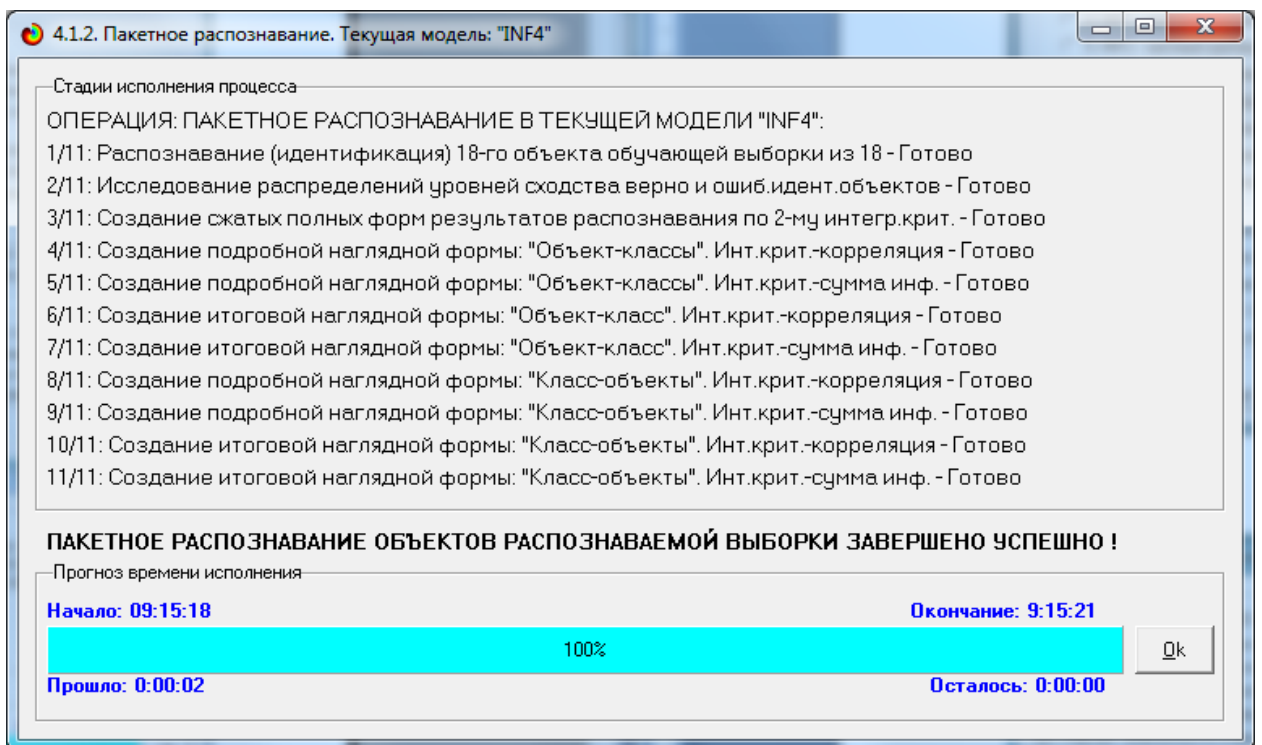 4.1.2. Пакетное распознавание. Текущая модель: "INF4"
Стадии исполнения процесса
ОПЕРАЦИЯ: ПАКЕТНОЕ РАСПОЗНАВАНИЕ В ТЕКУЩЕЙ МОДЕЛИ "INF4":
1/11: Распознавание (идентификация) 18-го объекта обучающей выборки из 18 - Готово
2/11: Исследование распределений уровней сходства верно и ошиб.идент.объектов - Готово
3/11: Создание сжатых полных форм результатов распознавания по 2-му интегр.крит. - Готово
4/11: Создание подробной наглядной формы: "Объект-классы". Инт.крит.-корреляция - Готово
5/11: Создание подробной наглядной формы: "Объект-классы". Инт.крит.-сумма инф. - Готово
6/11: Создание итоговой наглядной формы: "Объект-класс". Инт.крит.-корреляция - Готово
7/11: Создание итоговой наглядной формы: "Объект-класс". Инт.крит.-сумма инф. - Готово
8/11: Создание подробной наглядной формы: "Класс-объекты". Инт.крит.-корреляция - Готово
9/11: Создание подробной наглядной формы: "Класс-объекты". Инт.крит.-сумма инф. - Готово
10/11: Создание итоговой наглядной формы: "Класс-объекты". Инт.крит.-корреляция - Готово
11/11: Создание итоговой наглядной формы: "Класс-объекты". Инт.крит.-сумма инф. - Готово
ПАКЕТНОЕ РАСПОЗНАВАНИЕ ОБЪЕКТОВ РАСПОЗНАВАЕМОЙ ВЫБОРКИ ЗАВЕРШЕНО УСПЕШНО !
Прогноз времени исполнения
Начало: 09:15:18 Окончание: 9:15:21
100% Ok
Прошло: 0:00:02 Осталось: 0:00:00